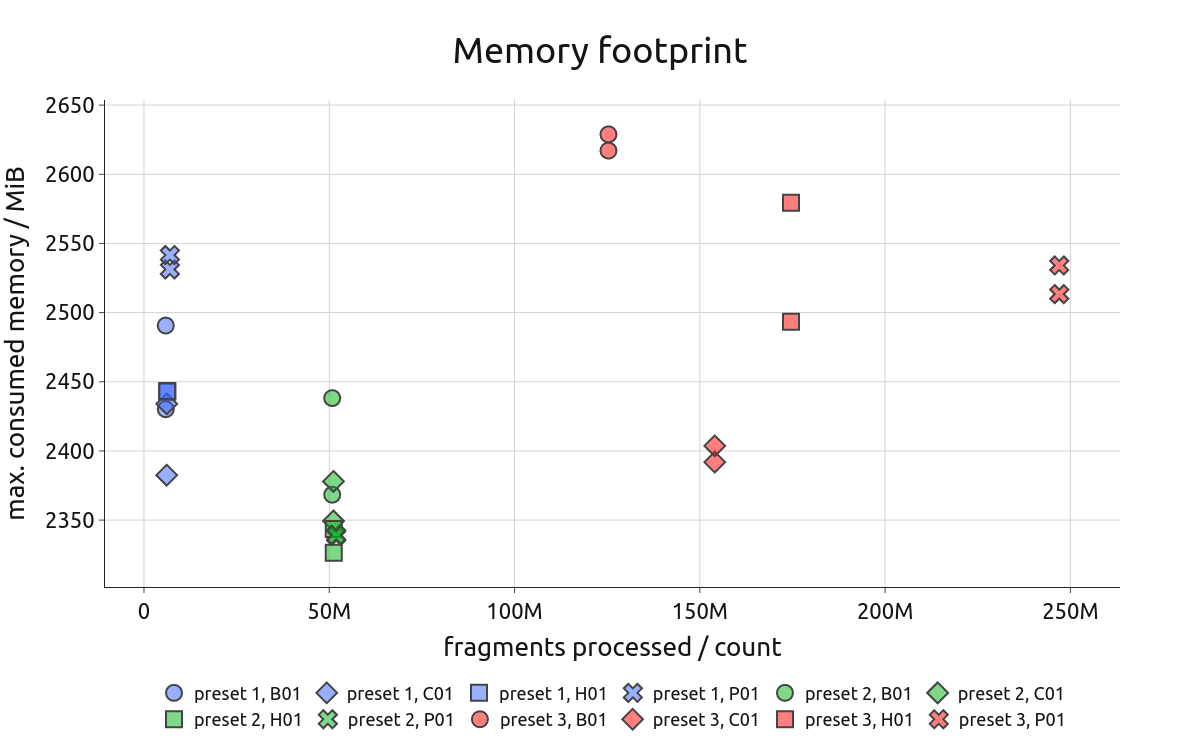 Memory footprint
max. consumed memory / MiB
2650
2600
2550
2500
2450
2400
2350
0 50M 100M 150M 200M 250M
fragments processed / count
preset 1, B01 preset 1, C01 preset 1, H01 preset 1, P01 preset 2, B01 preset 2, C01
preset 2, H01 preset 2, P01 preset 3, B01 preset 3, C01 preset 3, H01 preset 3, P01